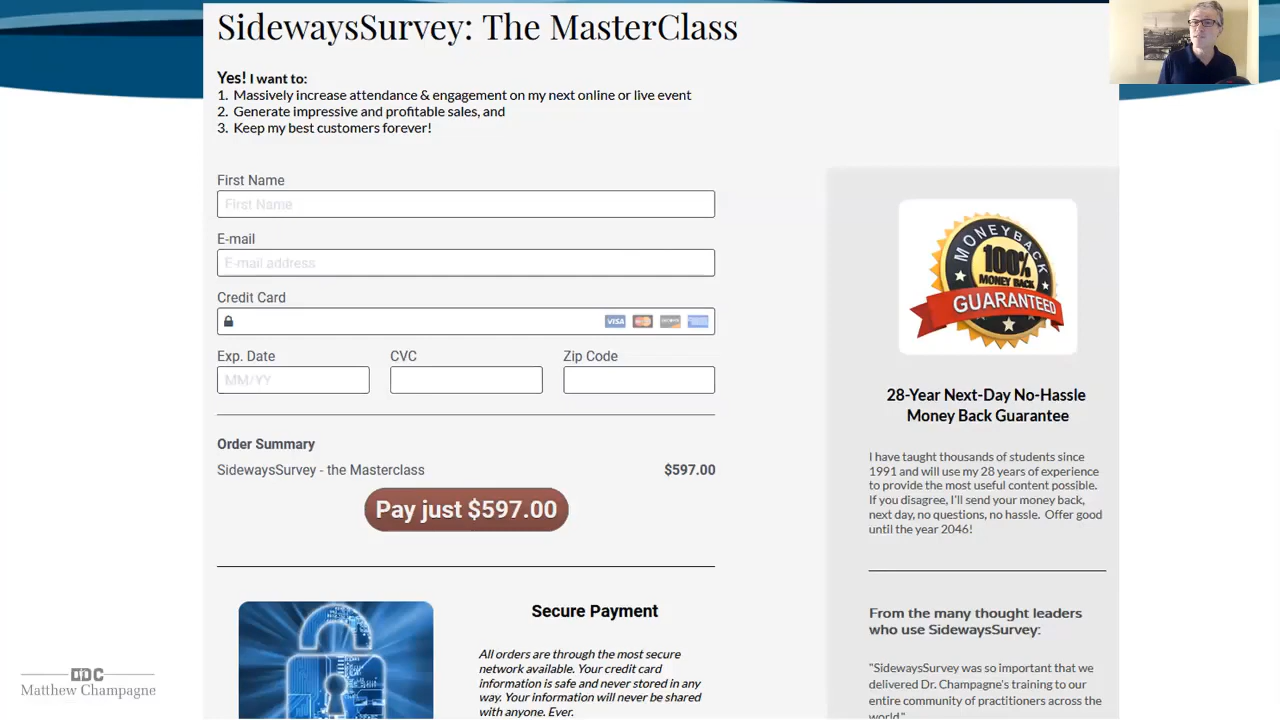 SidewaysSurvey: The MasterClass
Yes! I want to:
1. Massively increase attendance & engagement on my next online or live event
2. Generate impressive and profitable sales, and
3. Keep my best customers forever!
First Name
First Name
E-mail
E-mail address
Credit Card
VISA
Exp. Date
CVC
Zip Code
MM/YY
Order Summary
SidewaysSurvey - the Masterclass
$597.00
Pay just $597.00
Secure Payment
All orders are through the most secure
network available. Your credit card
information is safe and never stored in any
way. Your information will never be shared
with anyone. Ever.
MONEYBACK
100%
MONEY BACK
GUARANTEED
28-Year Next-Day No-Hassle
Money Back Guarantee
I have taught thousands of students since
1991 and will use my 28 years of experience
to provide the most useful content possible.
If you disagree, I'll send your money back,
next day, no questions, no hassle. Offer good
until the year 2046!
From the many thought leaders
who use SidewaysSurvey:
"SidewaysSurvey was so important that we
delivered Dr. Champagne's training to our
entire community of practitioners across the
world."
Matthew Champagne